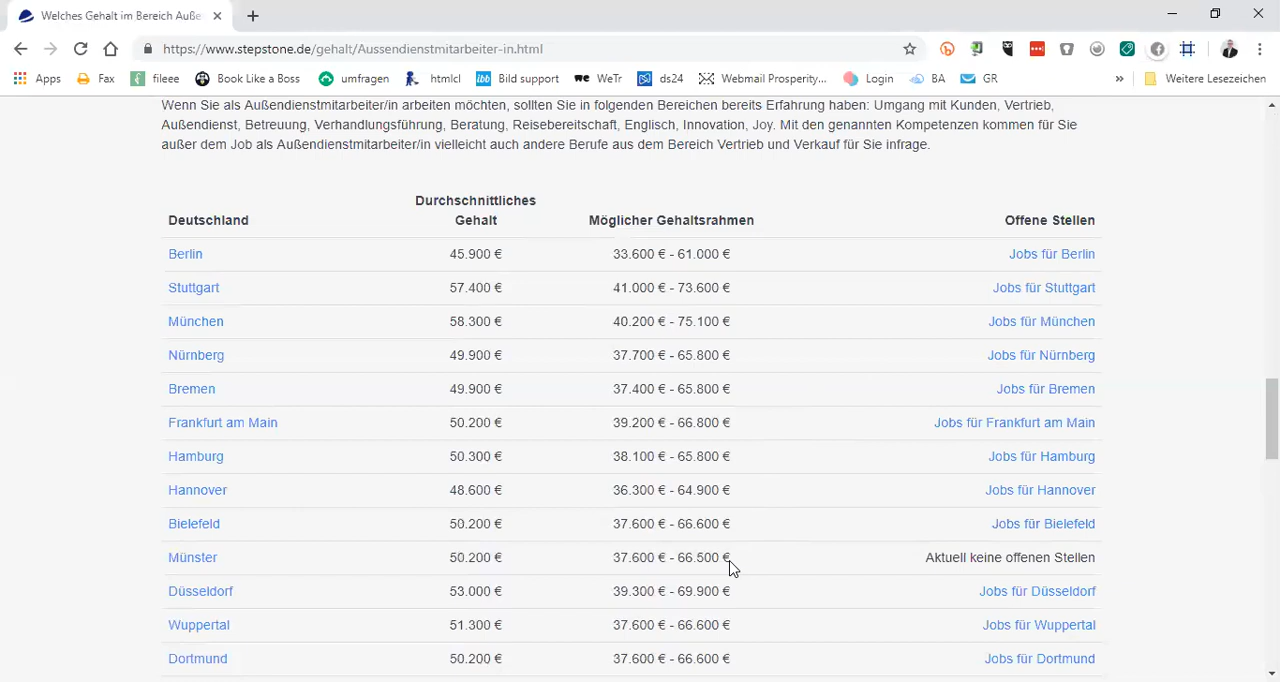 Welches Gehalt im Bereich Auße
https://www.stepstone.de/gehalt/Aussendienstmitarbeiter-in.html
Apps Fax fileee Book Like a Boss umfragen htmlcl Bild support WeTr ds24 Webmail Prosperity... Login BA GR » Weitere Lesezeichen
Wenn Sie als Außendienstmitarbeiter/in arbeiten möchten, sollten Sie in folgenden Bereichen bereits Erfahrung haben: Umgang mit Kunden, Vertrieb,
Außendienst, Betreuung, Verhandlungsführung, Beratung, Reisebereitschaft, Englisch, Innovation, Joy. Mit den genannten Kompetenzen kommen für Sie
außer dem Job als Außendienstmitarbeiter/in vielleicht auch andere Berufe aus dem Bereich Vertrieb und Verkauf für Sie infrage.
Durchschnittliches
Deutschland Gehalt Möglicher Gehaltsrahmen Offene Stellen
Berlin 45.900 € 33.600 € - 61.000 € Jobs für Berlin
Stuttgart 57.400 € 41.000 € - 73.600 € Jobs für Stuttgart
München 58.300 € 40.200 € - 75.100 € Jobs für München
Nürnberg 49.900 € 37.700 € - 65.800 € Jobs für Nürnberg
Bremen 49.900 € 37.400 € - 65.800 € Jobs für Bremen
Frankfurt am Main 50.200 € 39.200 € - 66.800 € Jobs für Frankfurt am Main
Hamburg 50.300 € 38.100 € - 65.800 € Jobs für Hamburg
Hannover 48.600 € 36.300 € - 64.900 € Jobs für Hannover
Bielefeld 50.200 € 37.600 € - 66.600 € Jobs für Bielefeld
Münster 50.200 € 37.600 € - 66.500 € Aktuell keine offenen Stellen
Düsseldorf 53.000 € 39.300 € - 69.900 € Jobs für Düsseldorf
Wuppertal 51.300 € 37.600 € - 66.600 € Jobs für Wuppertal
Dortmund 50.200 € 37.600 € - 66.600 € Jobs für Dortmund